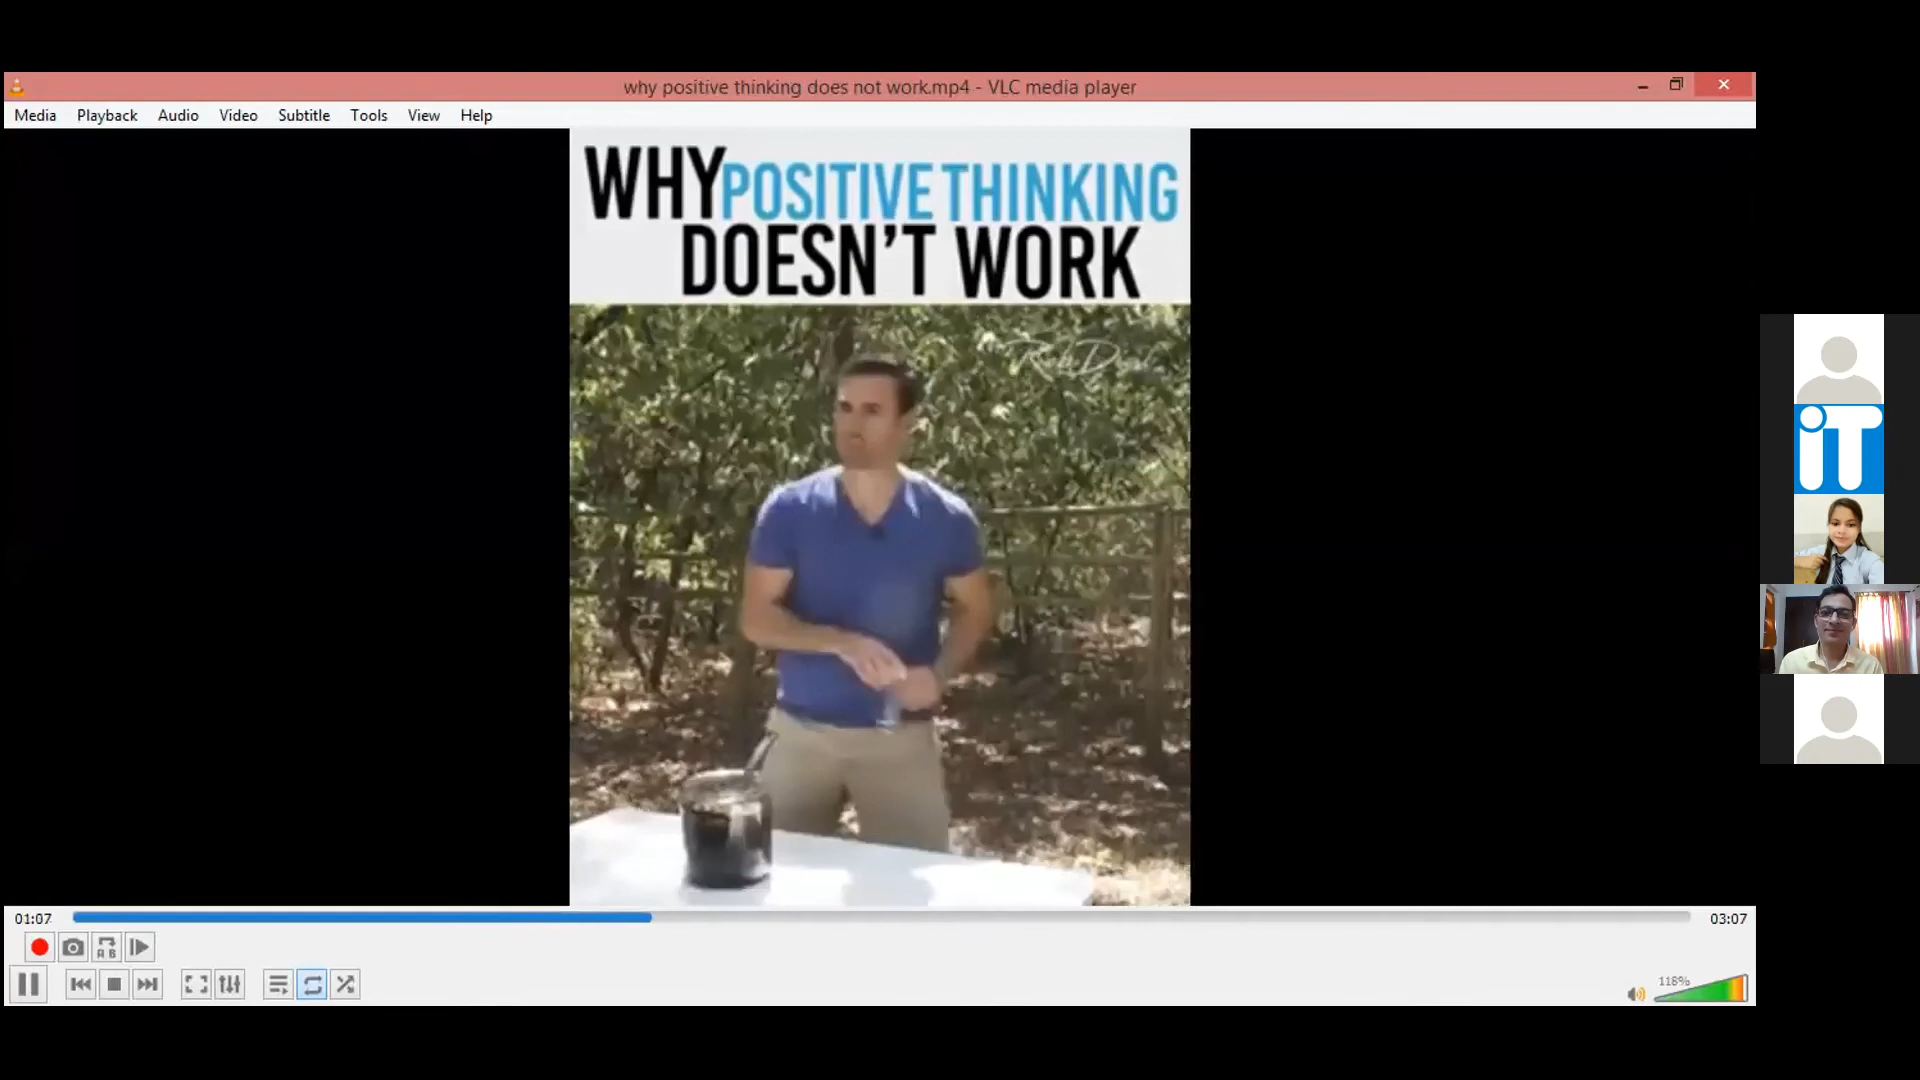 why positive thinking does not work.mp4 - VLC media player
Media Playback Audio Video Subtitle Tools View Help
WHY POSITIVE THINKING
DOESN'T WORK
iT
01:07
03:07
A B
118%